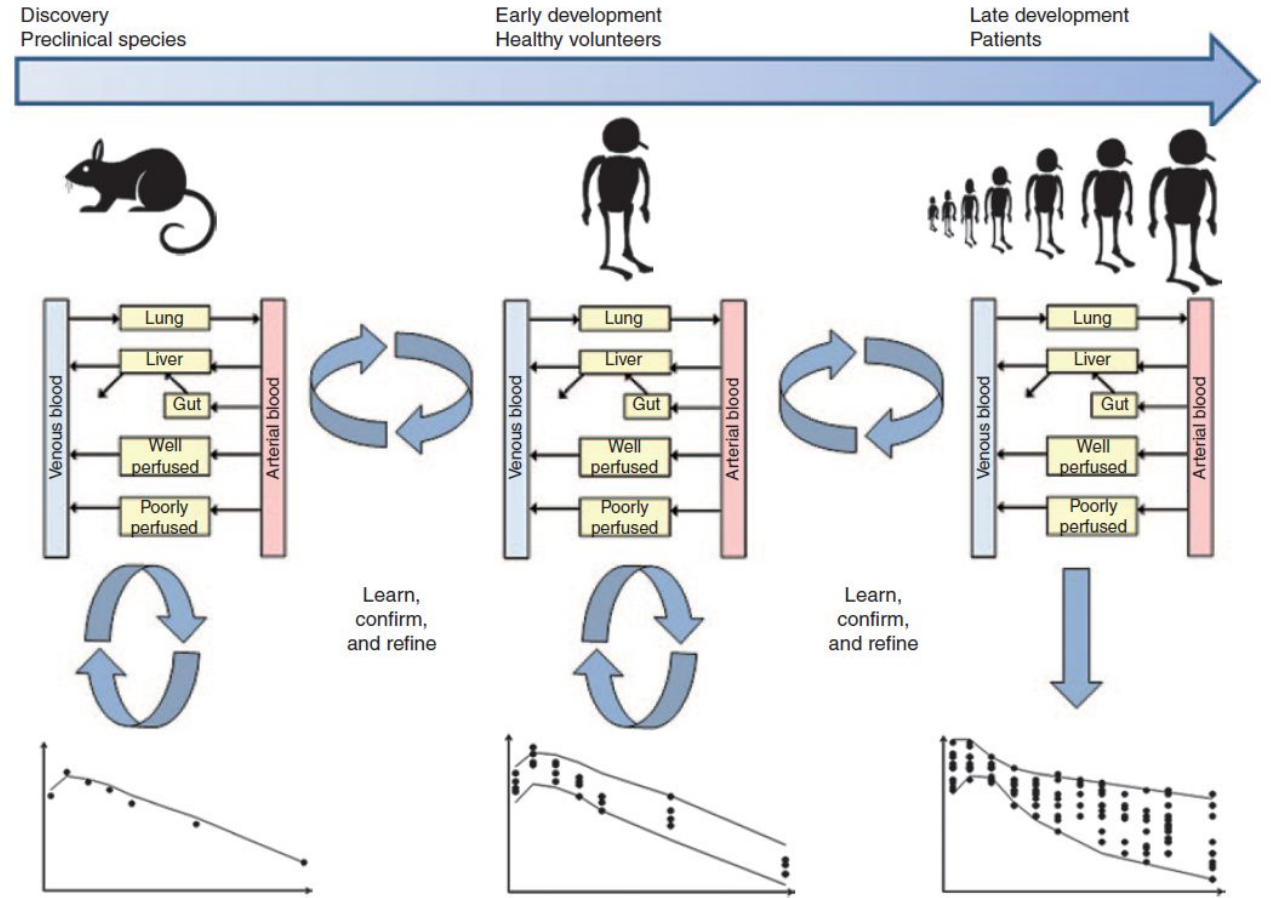 Discovery
Preclinical species
Early development
Healthy volunteers
Late development
Patients
Venous blood
Lung
Liver
Gut
Well
perfused
Poorly
perfused
Arterial blood
Venous blood
Lung
Liver
Gut
Well
perfused
Poorly
perfused
Arterial blood
Venous blood
Lung
Liver
Gut
Well
perfused
Poorly
perfused
Arterial blood
Learn,
confirm,
and refine
Learn,
confirm,
and refine